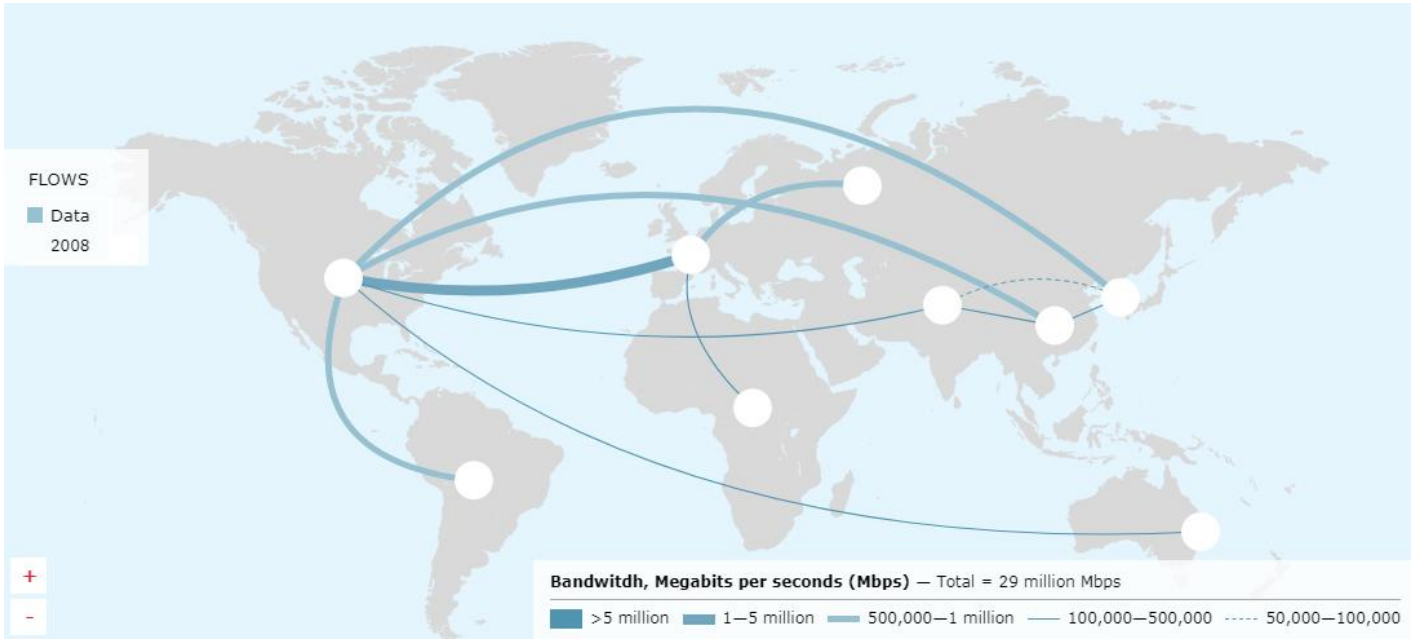 FLOWS
Data
2008
+
-
Bandwitdh, Megabits per seconds (Mbps) — Total = 29 million Mbps
>5 million 1—5 million 500,000—1 million 100,000—500,000 50,000—100,000